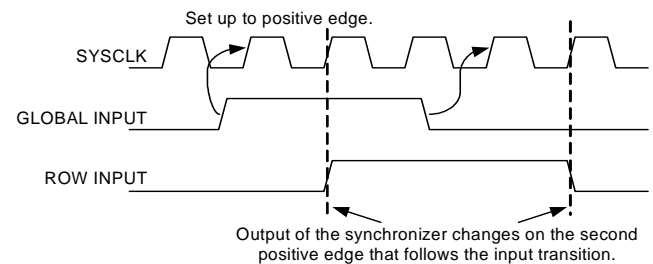 Set up to positive edge.
SYSCLK
GLOBAL INPUT
ROW INPUT
Output of the synchronizer changes on the second
positive edge that follows the input transition.